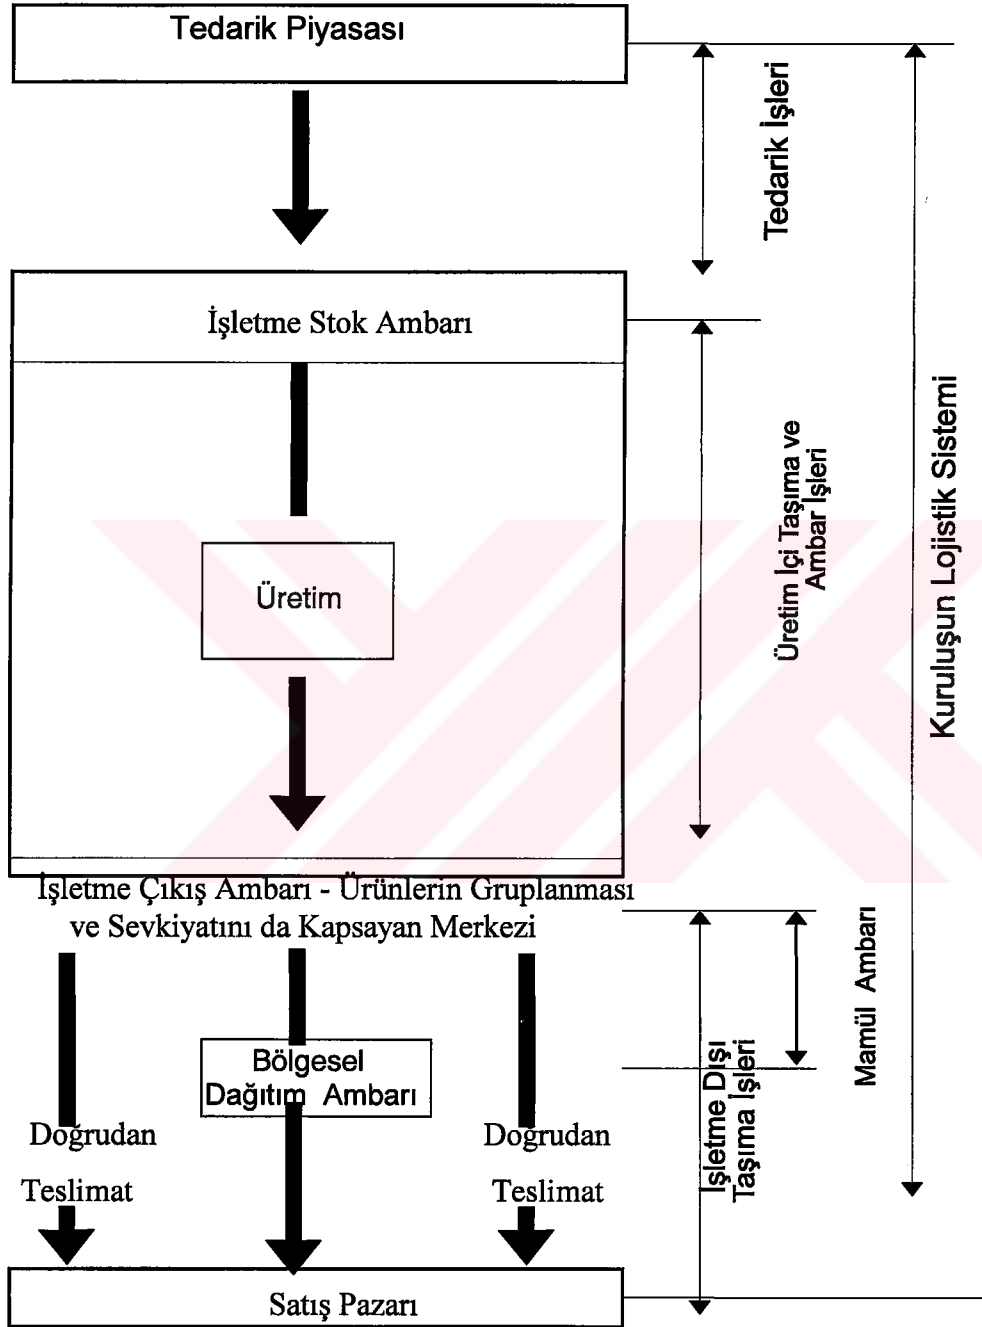 Tedarik Piyasası
Tedarik İşleri
İşletme Stok Ambarı
Üretim İçi Taşıma ve
Ambar İşleri
Kuruluşun Lojistik Sistemi
Üretim
İşletme Çıkış Ambarı - Ürünlerin Gruplanması
ve Sevkiyatını da Kapsayan Merkezi
Mamül Ambarı
İşletme Dışı
Taşıma İşleri
Bölgesel
Dağıtım Ambarı
Doğrudan
Teslimat
Doğrudan
Teslimat
Satış Pazarı